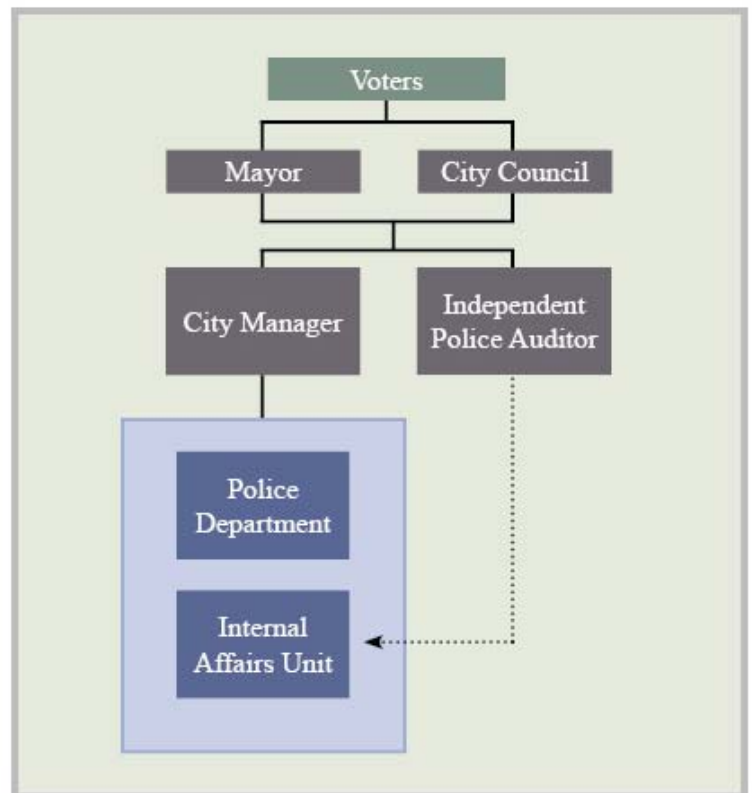 Voters
Mayor
City Council
City Manager
Independent
Police Auditor
Police
Department
Internal
Affairs Unit